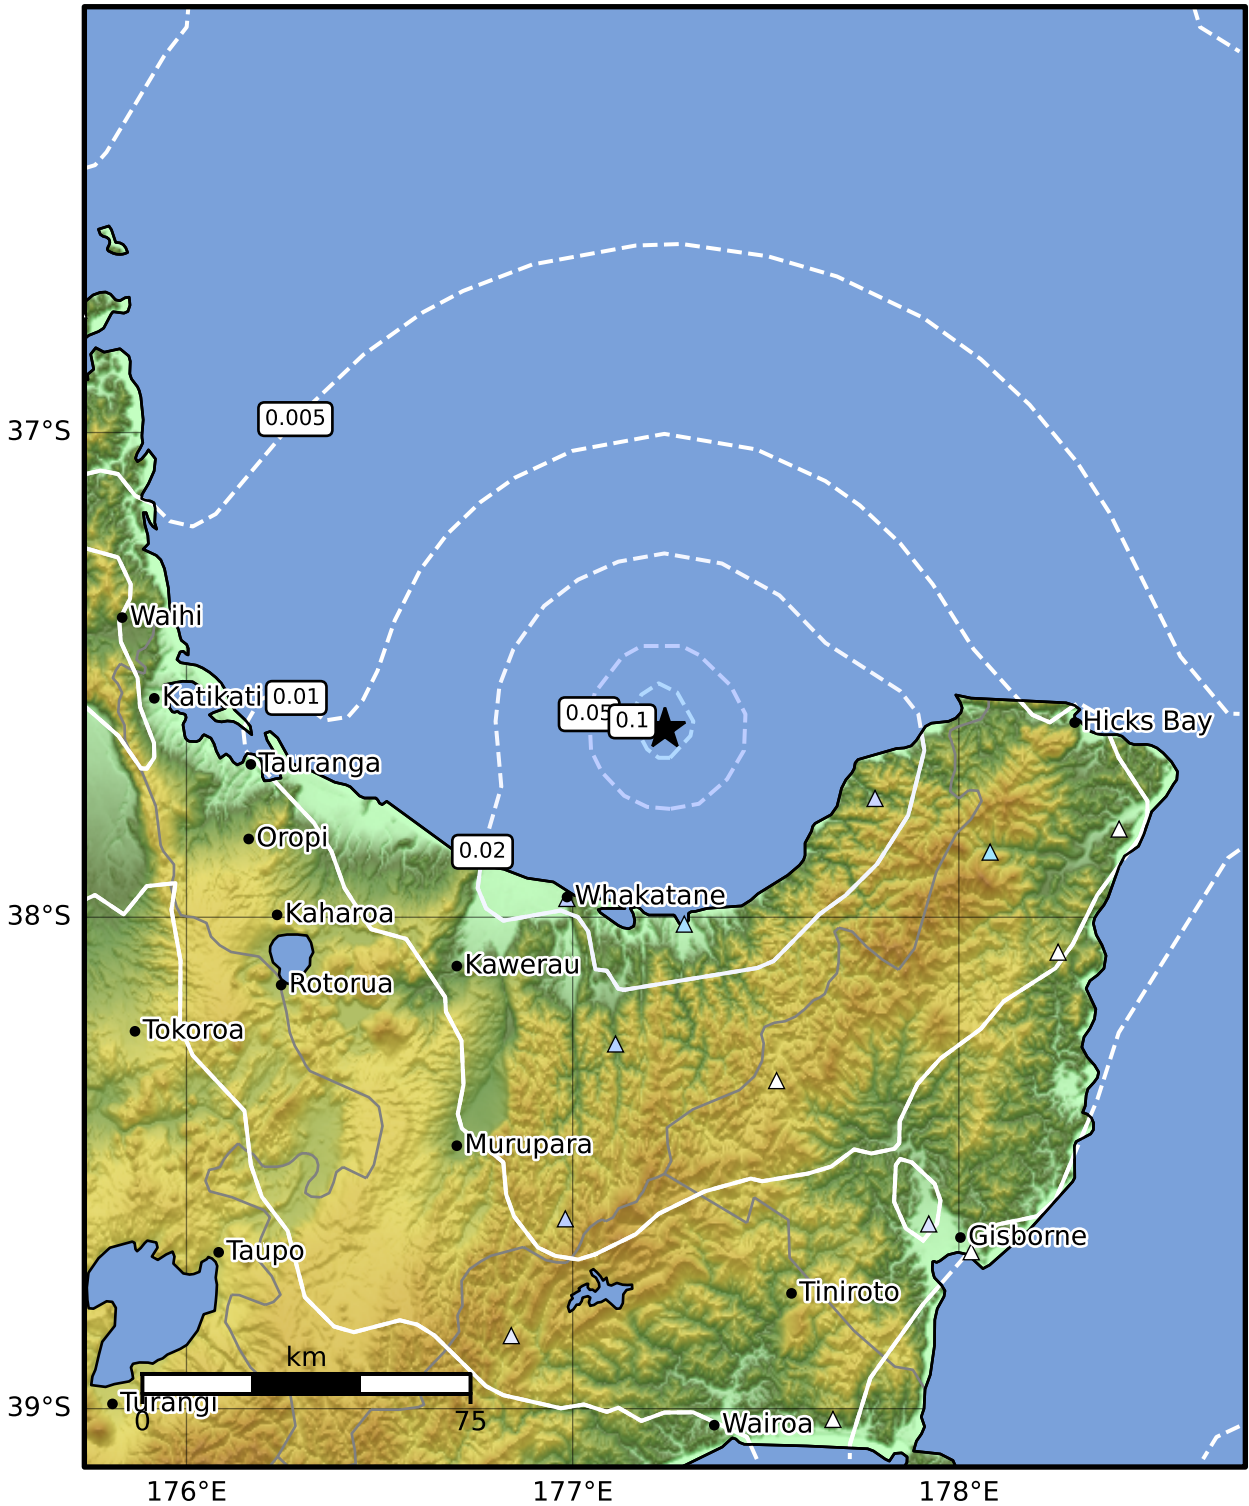 0.005
37°S
Waihi
Katikati
0.01
0.05
0.1
Hicks Bay
Tauranga
Oropi
0.02
Whakatane
Kaharoa
38°S
Kawerau
Rotorua
Tokoroa
Murupara
Gisborne
Taupo
Tiniroto
km
Turangi
39°S
0
75
Wairoa
176°E
177°E
178°E